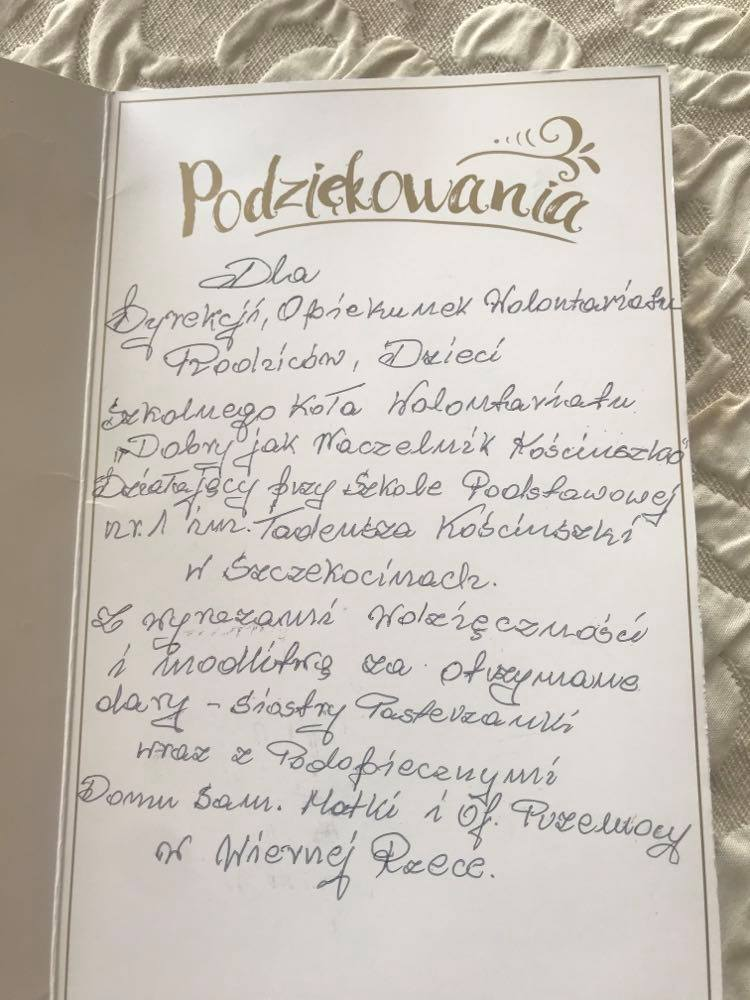 Podziękowania
Dla
Dyrekcji, Opiekunek Wolontariatu
Rodziców, Dzieci
Szkolnego Koła Wolontariatu
„Dobry jak Naczelnik Kościuszko"
Działający przy Szkole Podstawowej
nr. 1 im. Tadeusza Kościuszki
w Szczekocinach.
Z wyrazami Wdzięczności
i modlitwą za otrzymane
dary - Siostry Pasterzanki
wraz z Podopiecznymi
Domu Sam. Matki i Of. Przemocy
w Wiernej Rzece.